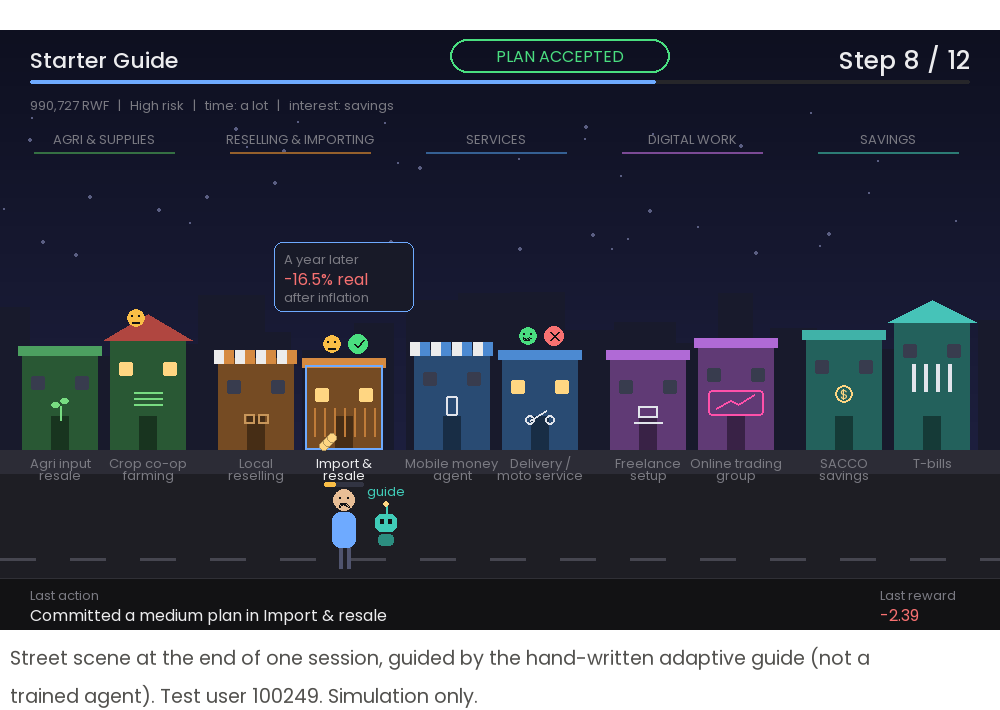 Starter Guide
PLAN ACCEPTED
Step 8 / 12
990,727 RWF | High risk | time: a lot | interest: savings
AGRI & SUPPLIES
RESELLING & IMPORTING
SERVICES
DIGITAL WORK
SAVINGS
A year later
-16.5% real
after inflation
$
Agri input
resale
Crop co-op
farming
Local
reselling
Import &
resale
Mobile money
agent
Delivery /
moto service
Freelance
setup
Online trading
group
SACCO
savings
T-bills
guide
Last action
Committed a medium plan in Import & resale
Last reward
-2.39
Street scene at the end of one session, guided by the hand-written adaptive guide (not a
trained agent). Test user 100249. Simulation only.